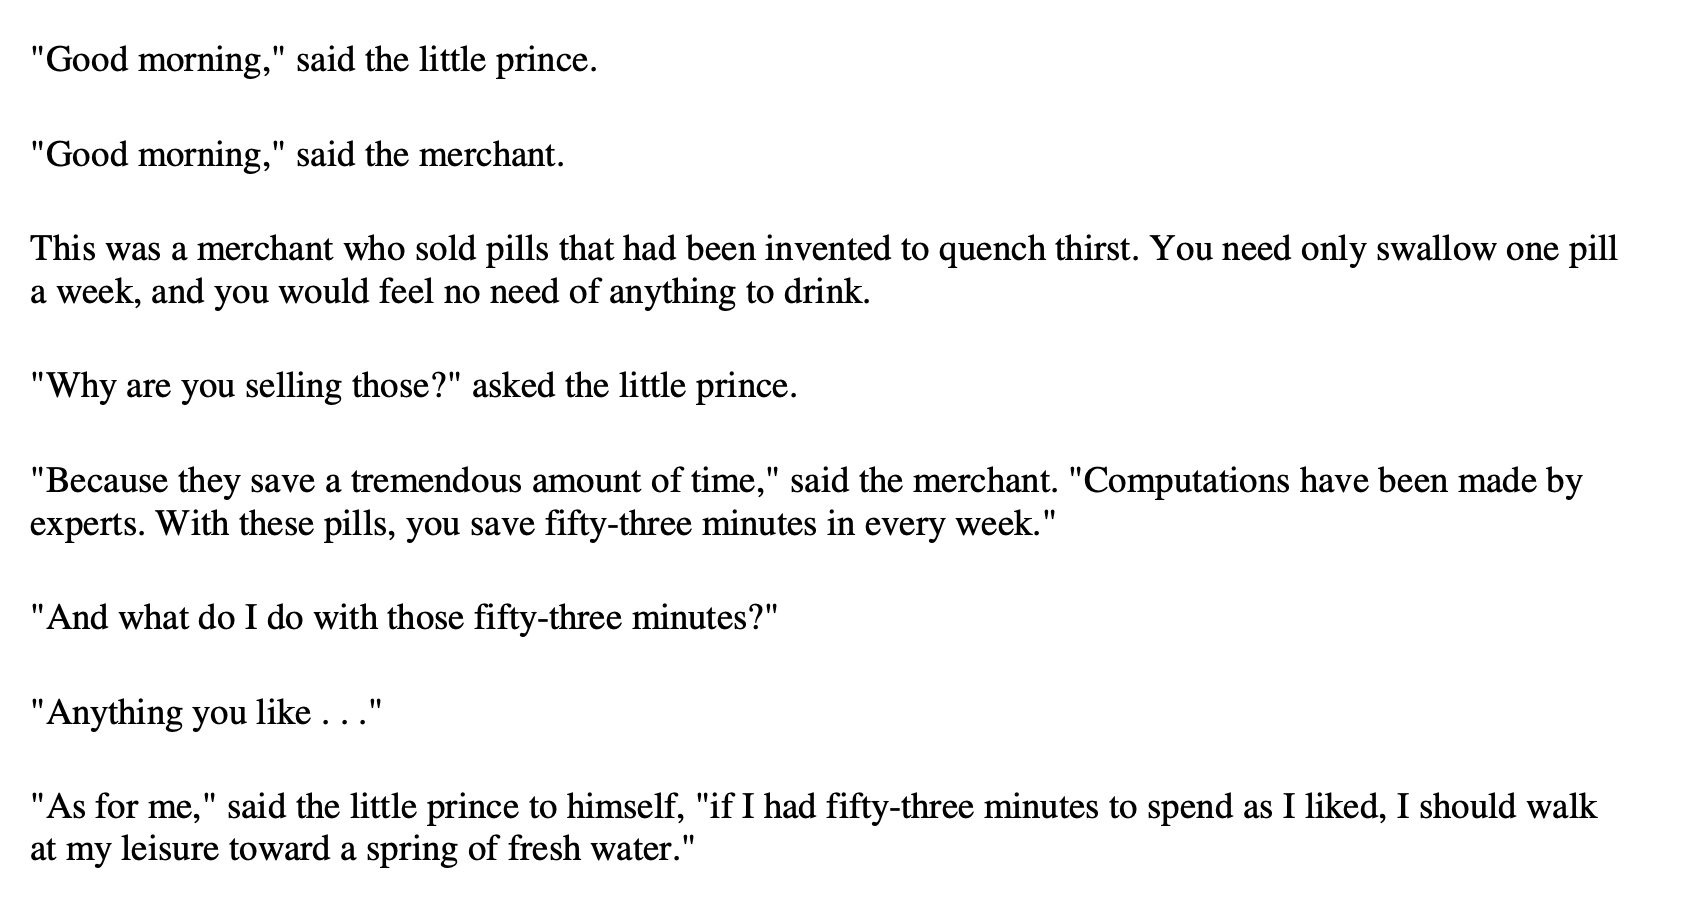 "Good morning," said the little prince.
"Good morning," said the merchant.
This was a merchant who sold pills that had been invented to quench thirst. You need only swallow one pill
a week, and you would feel no need of anything to drink.
"Why are you selling those?" asked the little prince.
"Because they save a tremendous amount of time," said the merchant. "Computations have been made by
experts. With these pills, you save fifty-three minutes in every week."
"And what do I do with those fifty-three minutes?"
"Anything you like . . ."
"As for me," said the little prince to himself, "if I had fifty-three minutes to spend as I liked, I should walk
at my leisure toward a spring of fresh water."